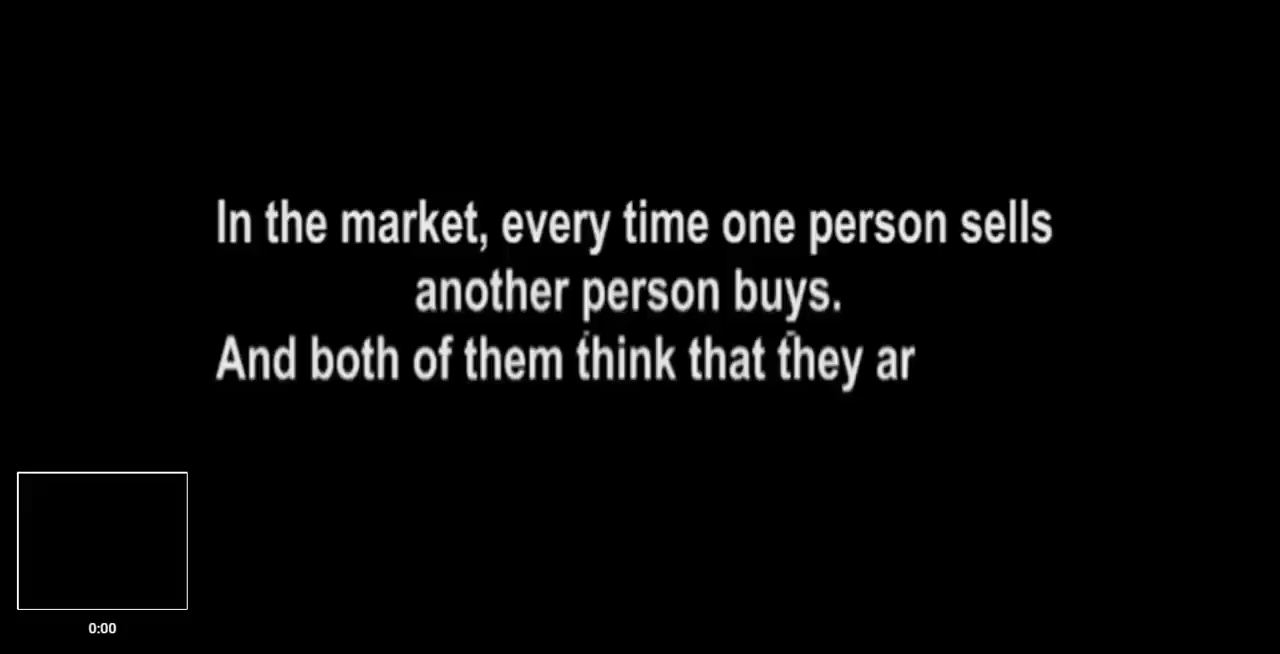 In the market, every time one person sells
another person buys.
And both of them think that they ar
0:00